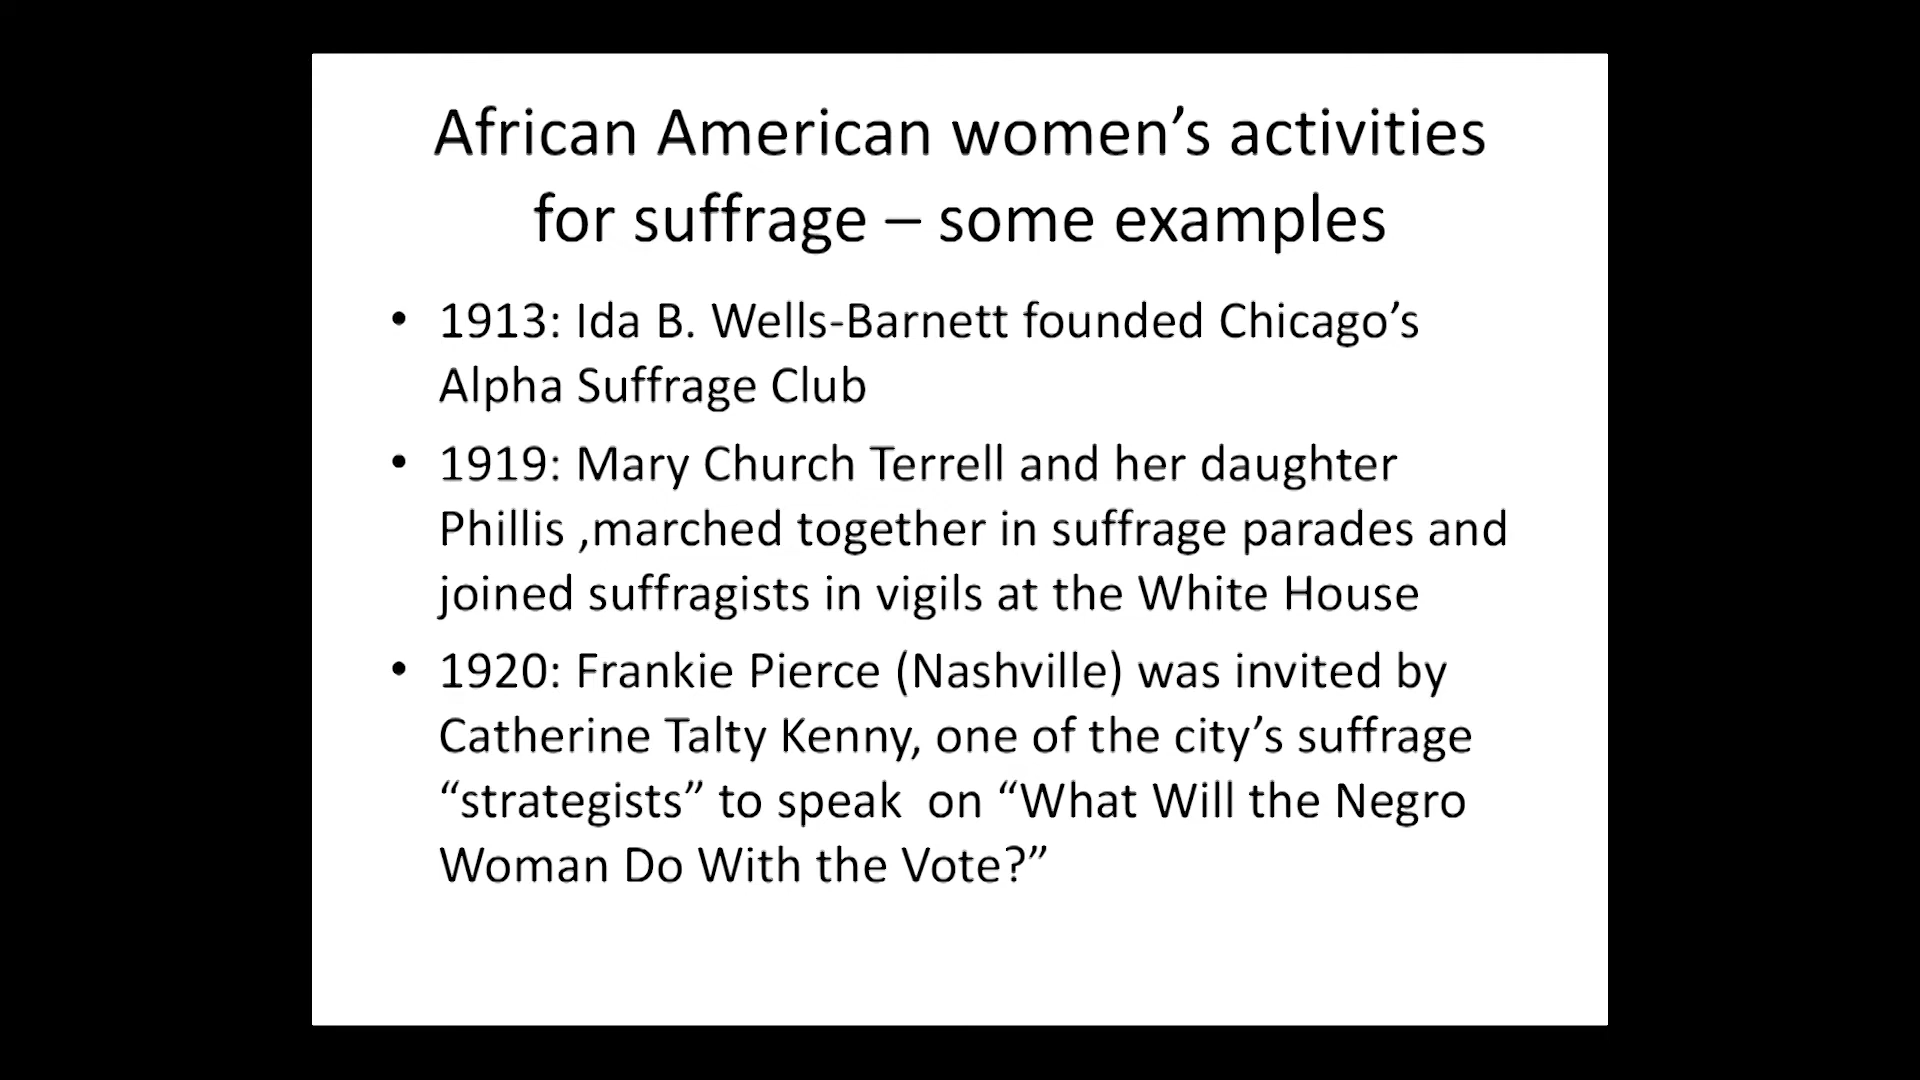 African American women’s activities
for suffrage – some examples
• 1913: Ida B. Wells-Barnett founded Chicago’s
Alpha Suffrage Club
• 1919: Mary Church Terrell and her daughter
Phillis ,marched together in suffrage parades and
joined suffragists in vigils at the White House
• 1920: Frankie Pierce (Nashville) was invited by
Catherine Talty Kenny, one of the city’s suffrage
“strategists” to speak  on “What Will the Negro
Woman Do With the Vote?”